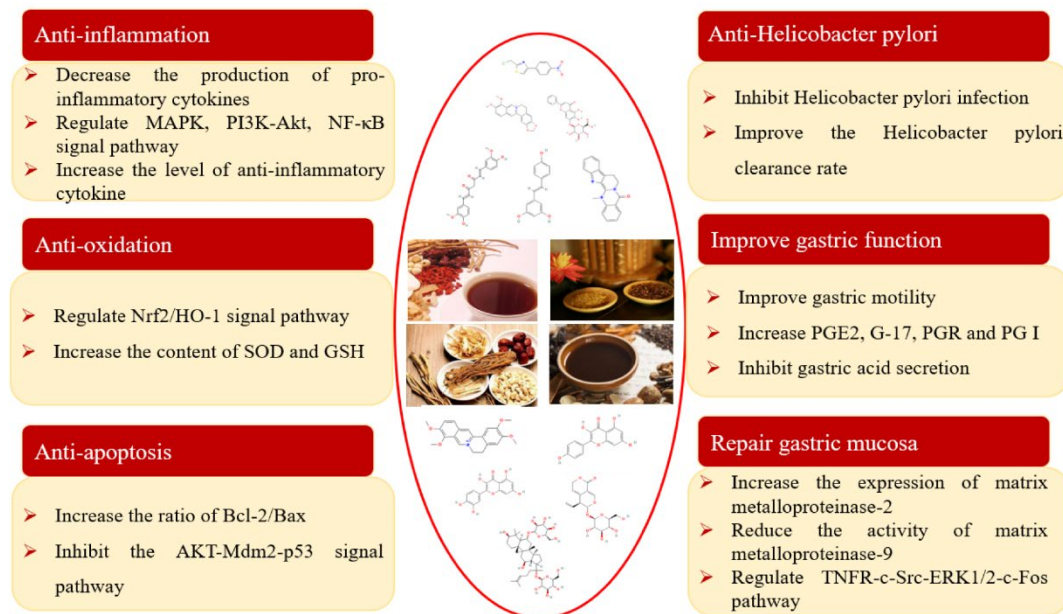 Anti-inflammation
➢ Decrease the production of pro-
inflammatory cytokines
➢ Regulate MAPK, PI3K-Akt, NF-κB
signal pathway
➢ Increase the level of anti-inflammatory
cytokine
Anti-oxidation
➢ Regulate Nrf2/HO-1 signal pathway
➢ Increase the content of SOD and GSH
Anti-apoptosis
➢ Increase the ratio of Bcl-2/Bax
➢ Inhibit the AKT-Mdm2-p53 signal
pathway
Anti-Helicobacter pylori
➢ Inhibit Helicobacter pylori infection
➢ Improve the Helicobacter pylori
clearance rate
Improve gastric function
➢ Improve gastric motility
➢ Increase PGE2, G-17, PGR and PG I
➢ Inhibit gastric acid secretion
Repair gastric mucosa
➢ Increase the expression of matrix
metalloproteinase-2
➢ Reduce the activity of matrix
metalloproteinase-9
➢ Regulate TNFR-c-Src-ERK1/2-c-Fos
pathway